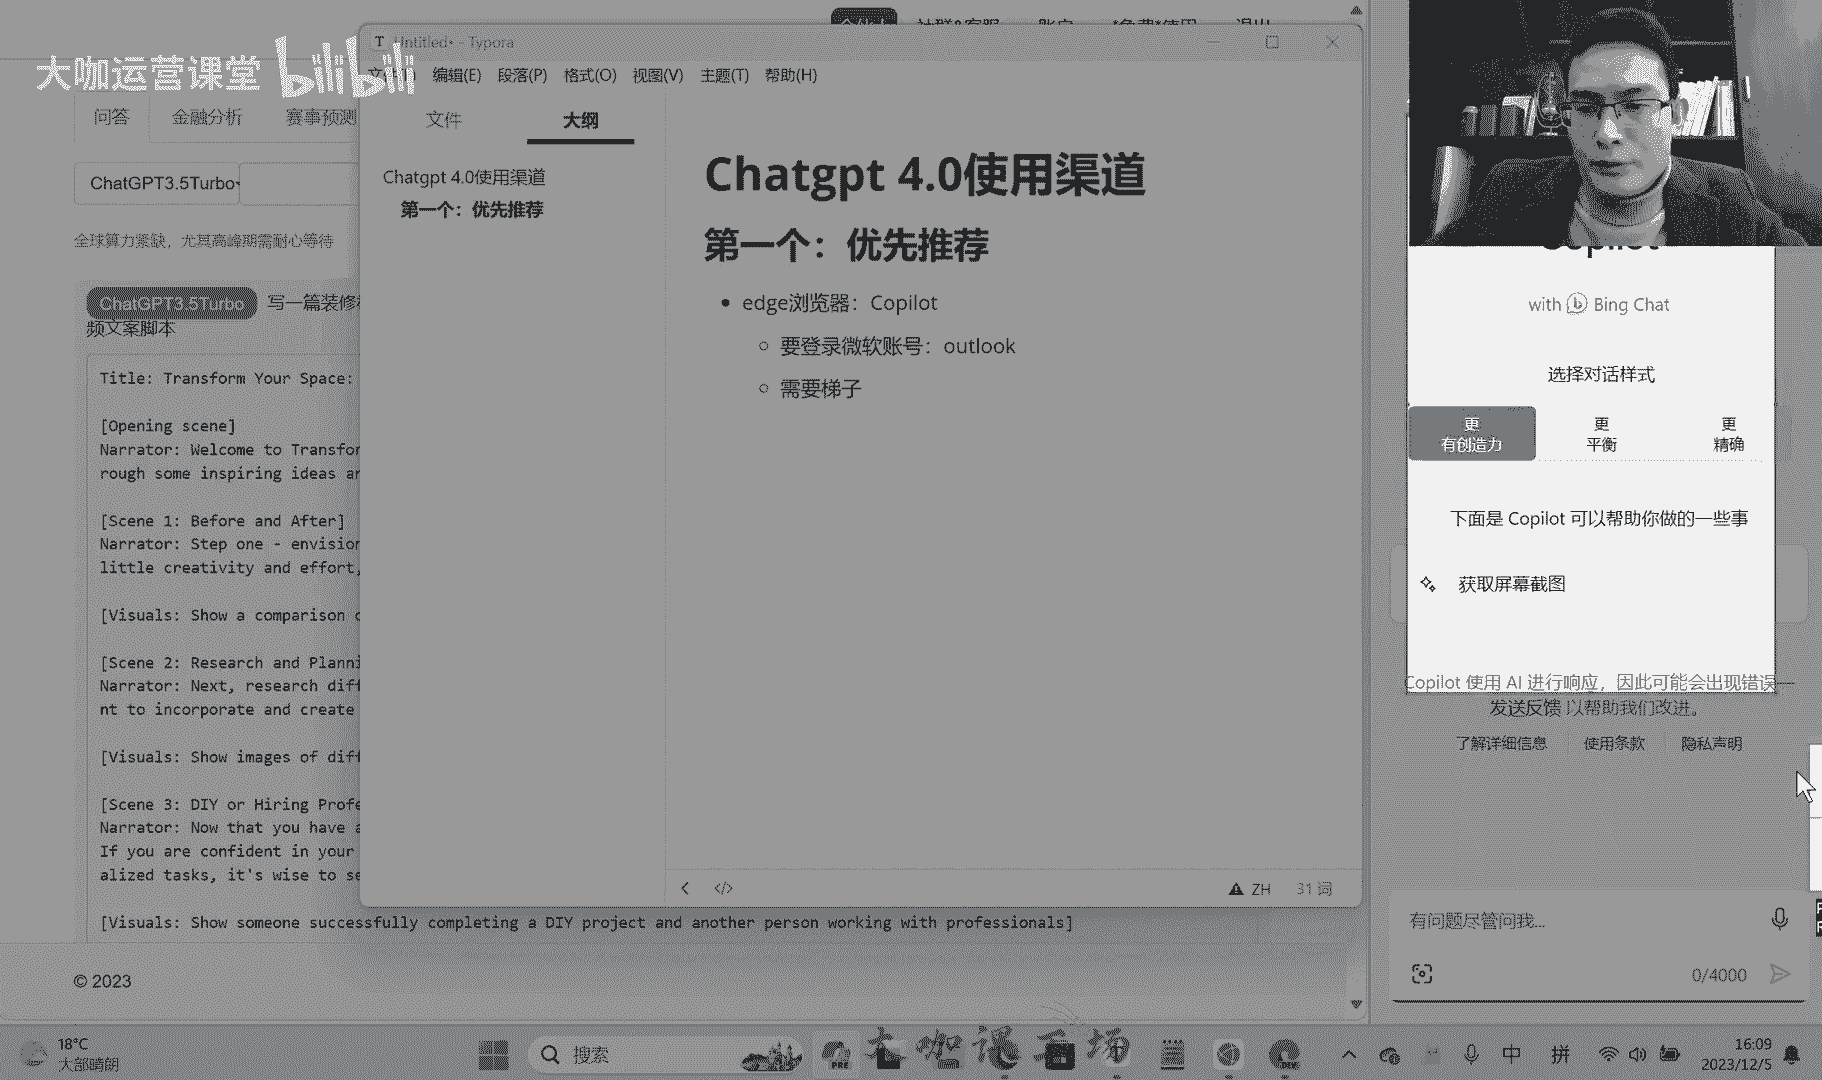 大咖运营课堂 bilibili
Untitled• - Typora
编辑(E) 段落(P) 格式(O) 视图(V) 主题(T) 帮助(H)
问答 金融分析 赛事预测
文件 大纲
ChatGPT3.5Turbo
全球算力紧缺，尤其高峰期需耐心等待
ChatGPT3.5Turbo 写一篇装修
频文案脚本
Title: Transform Your Space:
[Opening scene]
Narrator: Welcome to Transfor
rough some inspiring ideas an
[Scene 1: Before and After]
Narrator: Step one - envision
little creativity and effort,
[Visuals: Show a comparison
[Scene 2: Research and Planni
Narrator: Next, research diff
nt to incorporate and create
[Visuals: Show images of diff
[Scene 3: DIY or Hiring Profe
Narrator: Now that you have a
If you are confident in your
alized tasks, it's wise to se
[Visuals: Show someone successfully completing a DIY project and another person working with professionals]
© 2023
Chatgpt 4.0使用渠道
第一个：优先推荐
Chatgpt 4.0使用渠道
第一个：优先推荐
edge浏览器：Copilot
要登录微软账号：outlook
需要梯子
ZH 31 词
Copilot
with Bing Chat
选择对话样式
更
有创造力
更
平衡
更
精确
下面是 Copilot 可以帮助你做的一些事
获取屏幕截图
Copilot 使用 AI 进行响应，因此可能会出现错误—
发送反馈 以帮助我们改进。
了解详细信息 使用条款 隐私声明
有问题尽管问我...
0/4000
18°C
大部晴朗
搜索
PRE
DEV
中 拼
16:09
2023/12/5